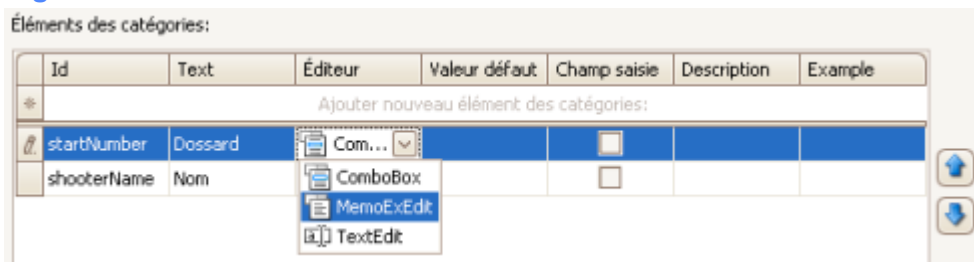 Éléments des catégories:
Id Text Éditeur Valeur défaut Champ saisie Description Example
Ajouter nouveau élément des catégories:
startNumber Dossard Com...
shooterName Nom
ComboBox
MemoExEdit
TextEdit